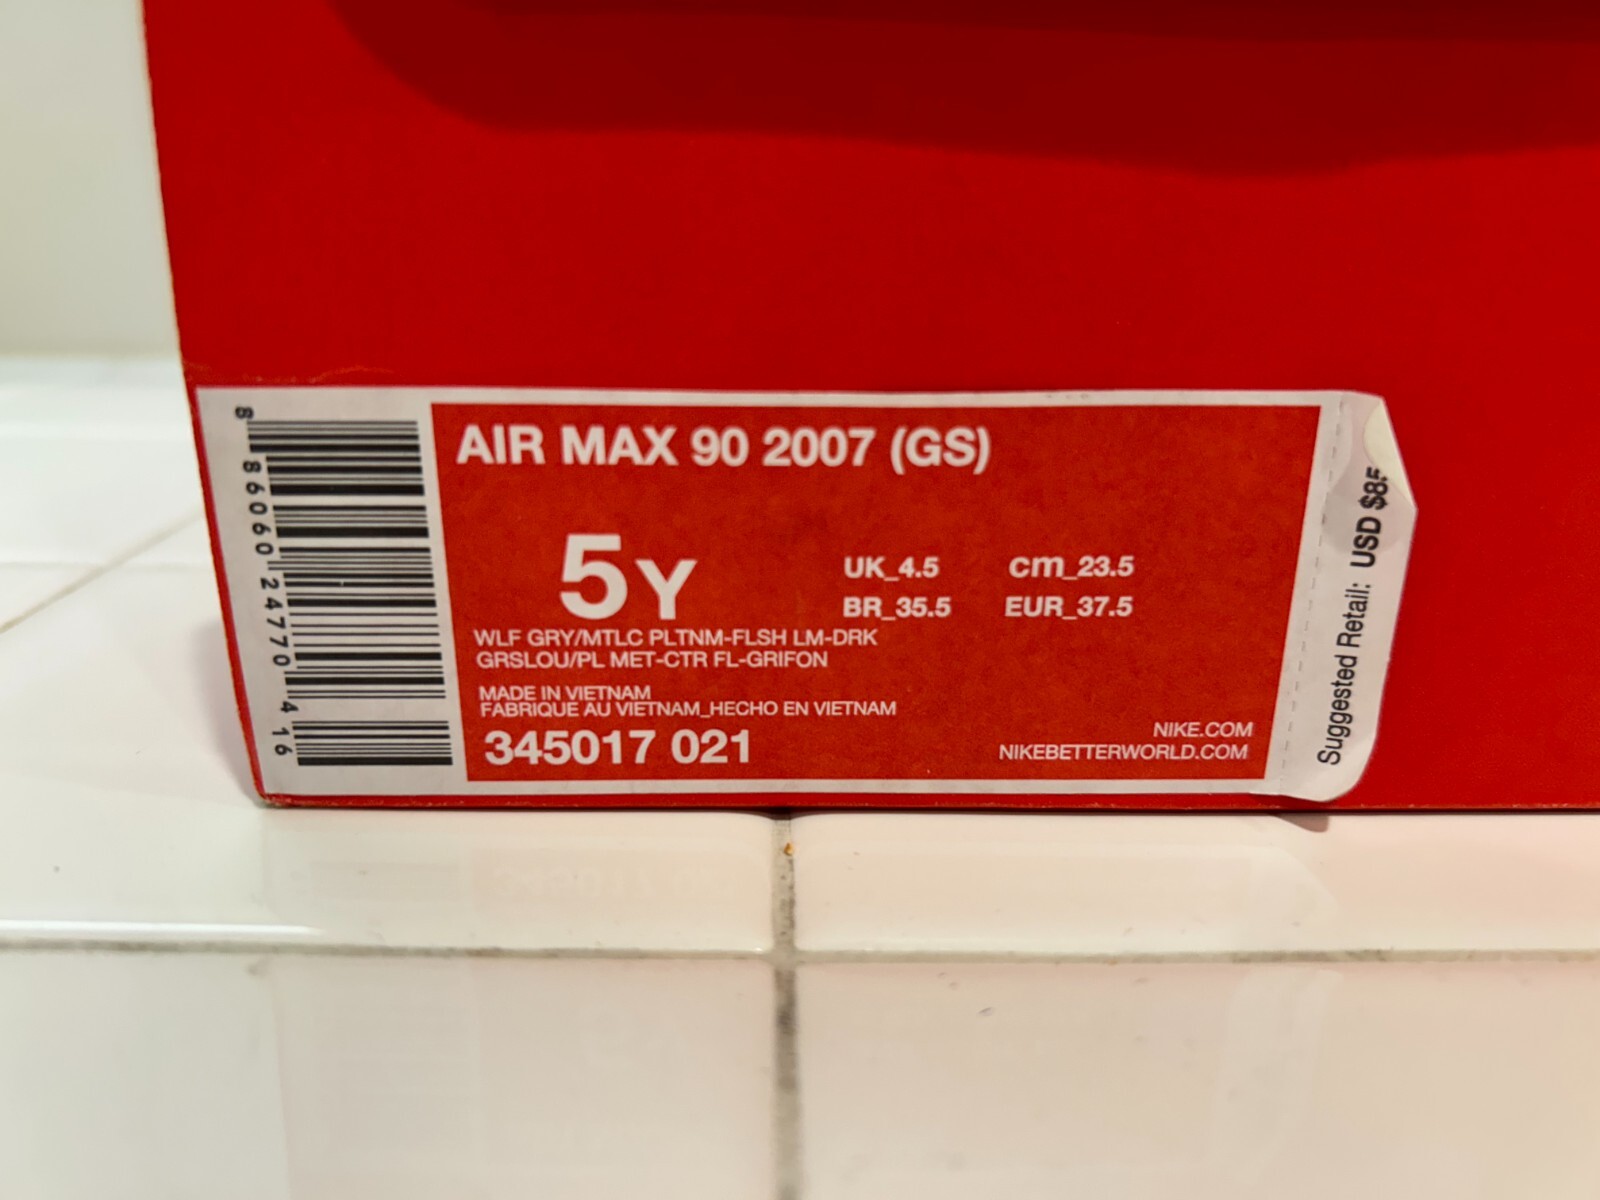 8 86060 24770 4 16
AIR MAX 90 2007 (GS)
5Y
UK_4.5 cm_23.5
BR_35.5 EUR_37.5
WLF GRY/MTLC PLTNM-FLSH LM-DRK
GRSLOU/PL MET-CTR FL-GRIFON
MADE IN VIETNAM
FABRIQUE AU VIETNAM_HECHO EN VIETNAM
345017 021
NIKE.COM
NIKEBETTERWORLD.COM
Suggested Retail: USD $85